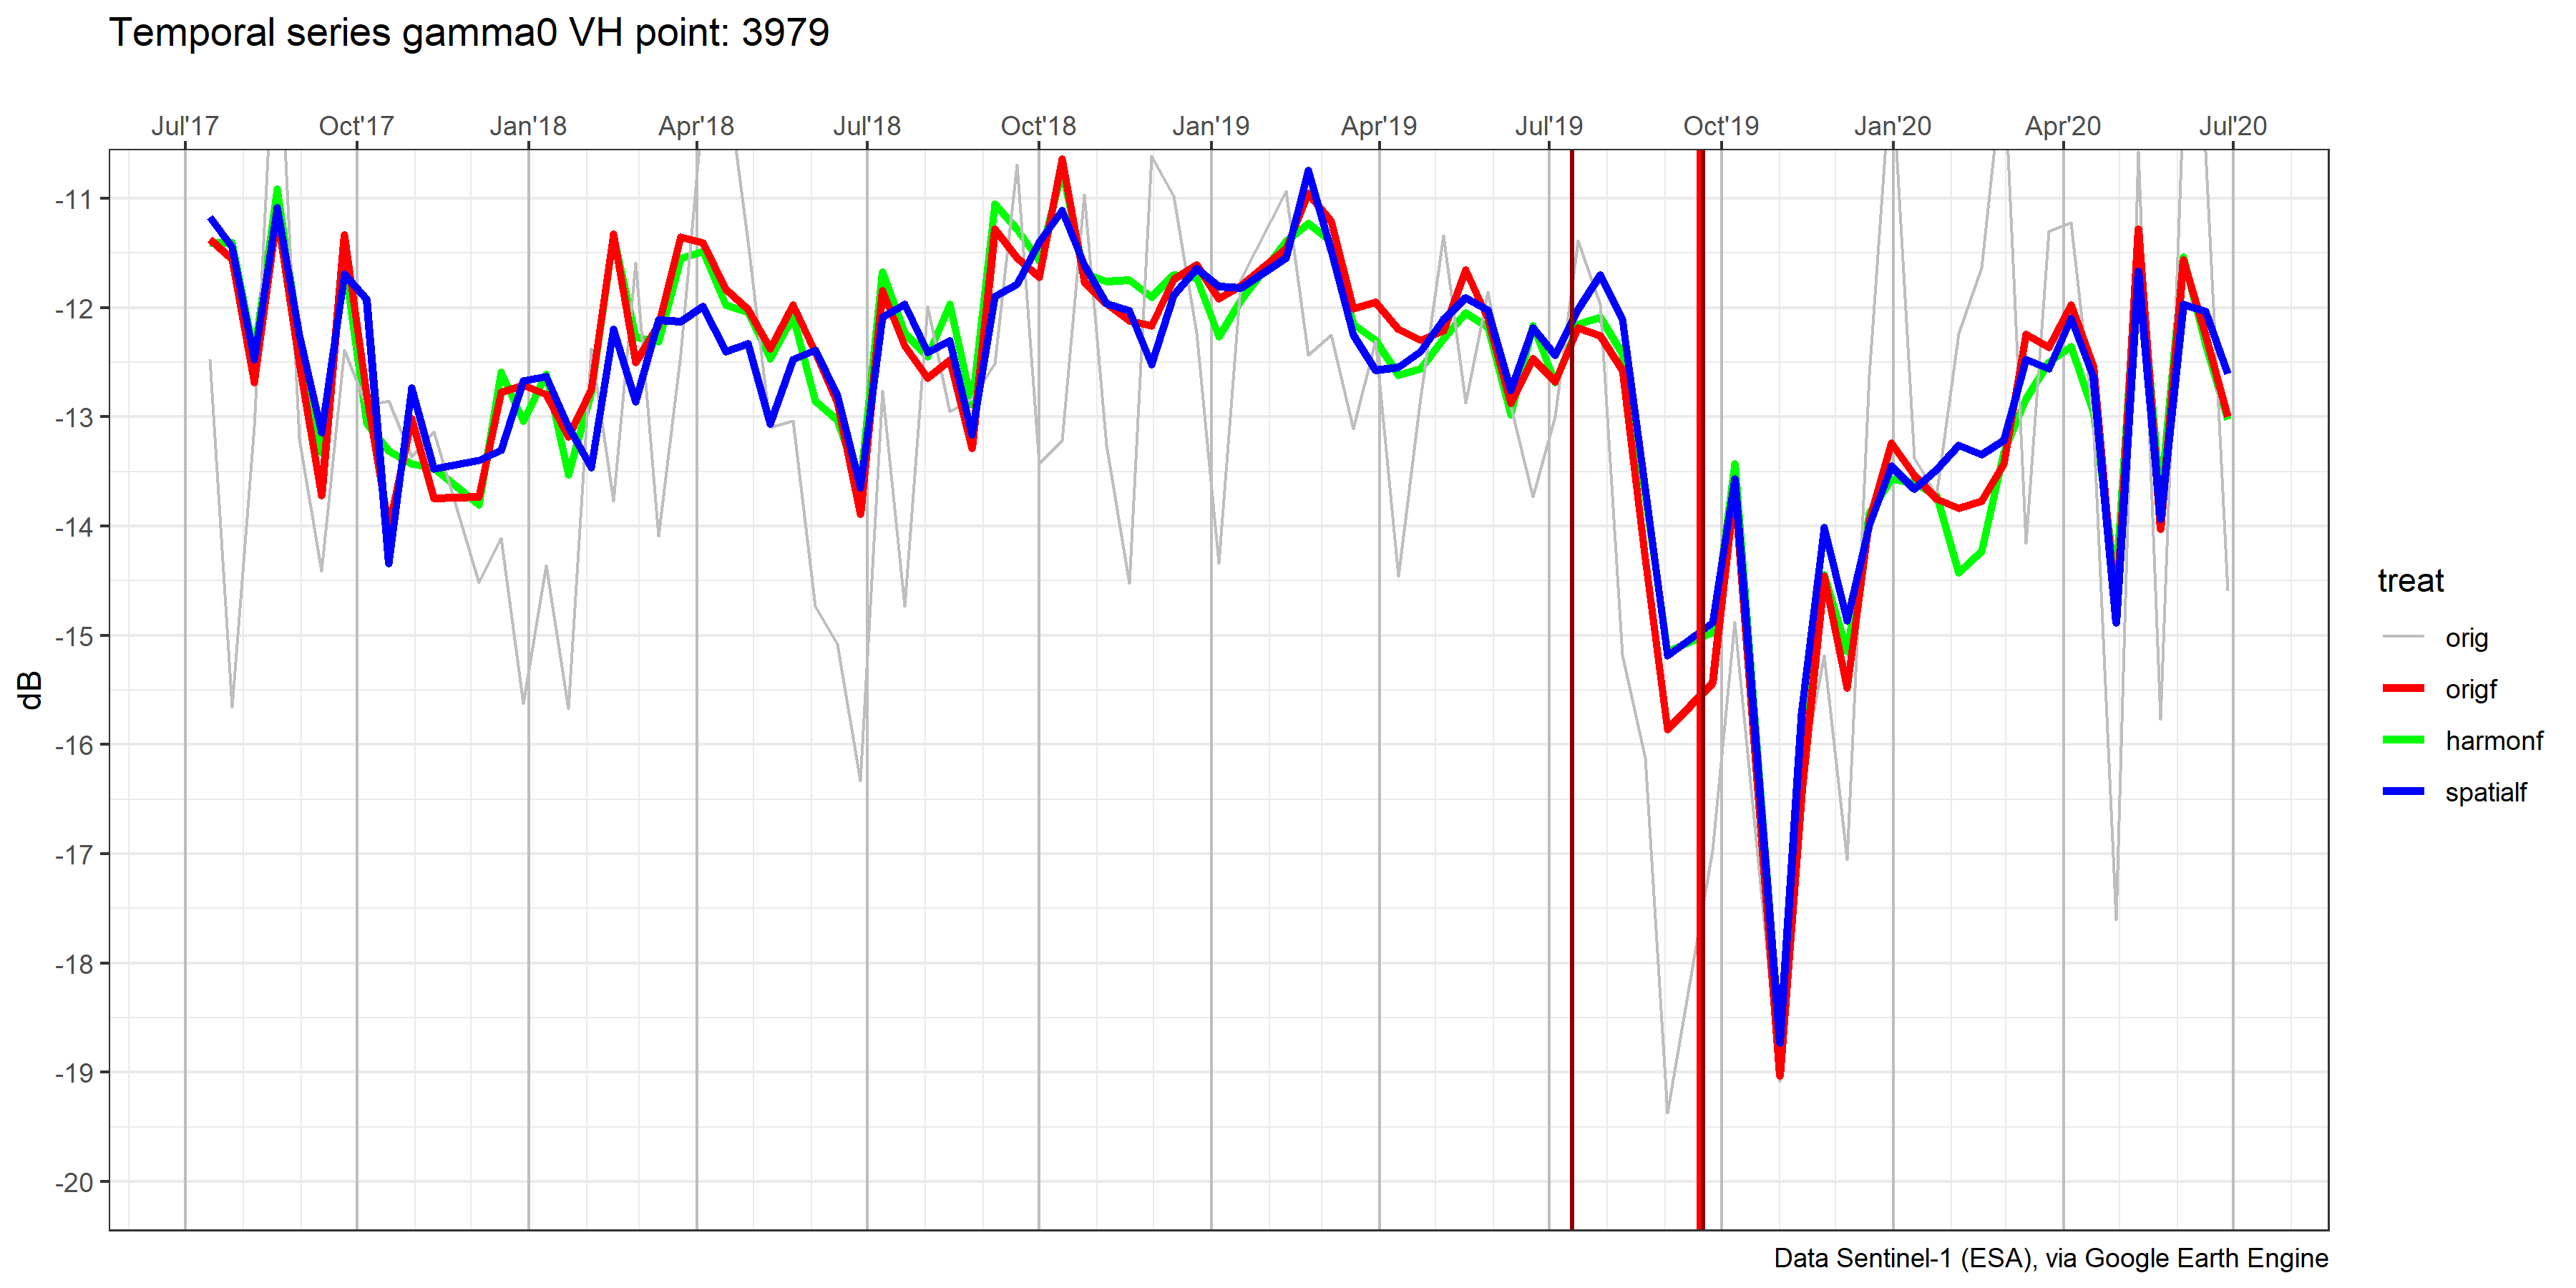 Temporal series gamma0 VH point: 3979
Jul'17 Oct'17 Jan'18 Apr'18 Jul'18 Oct'18 Jan'19 Apr'19 Jul'19 Oct'19 Jan'20 Apr'20 Jul'20
-11
-12
-13
-14
-15
-16
-17
-18
-19
-20
dB
treat
orig
origf
harmonf
spatialf
Data Sentinel-1 (ESA), via Google Earth Engine